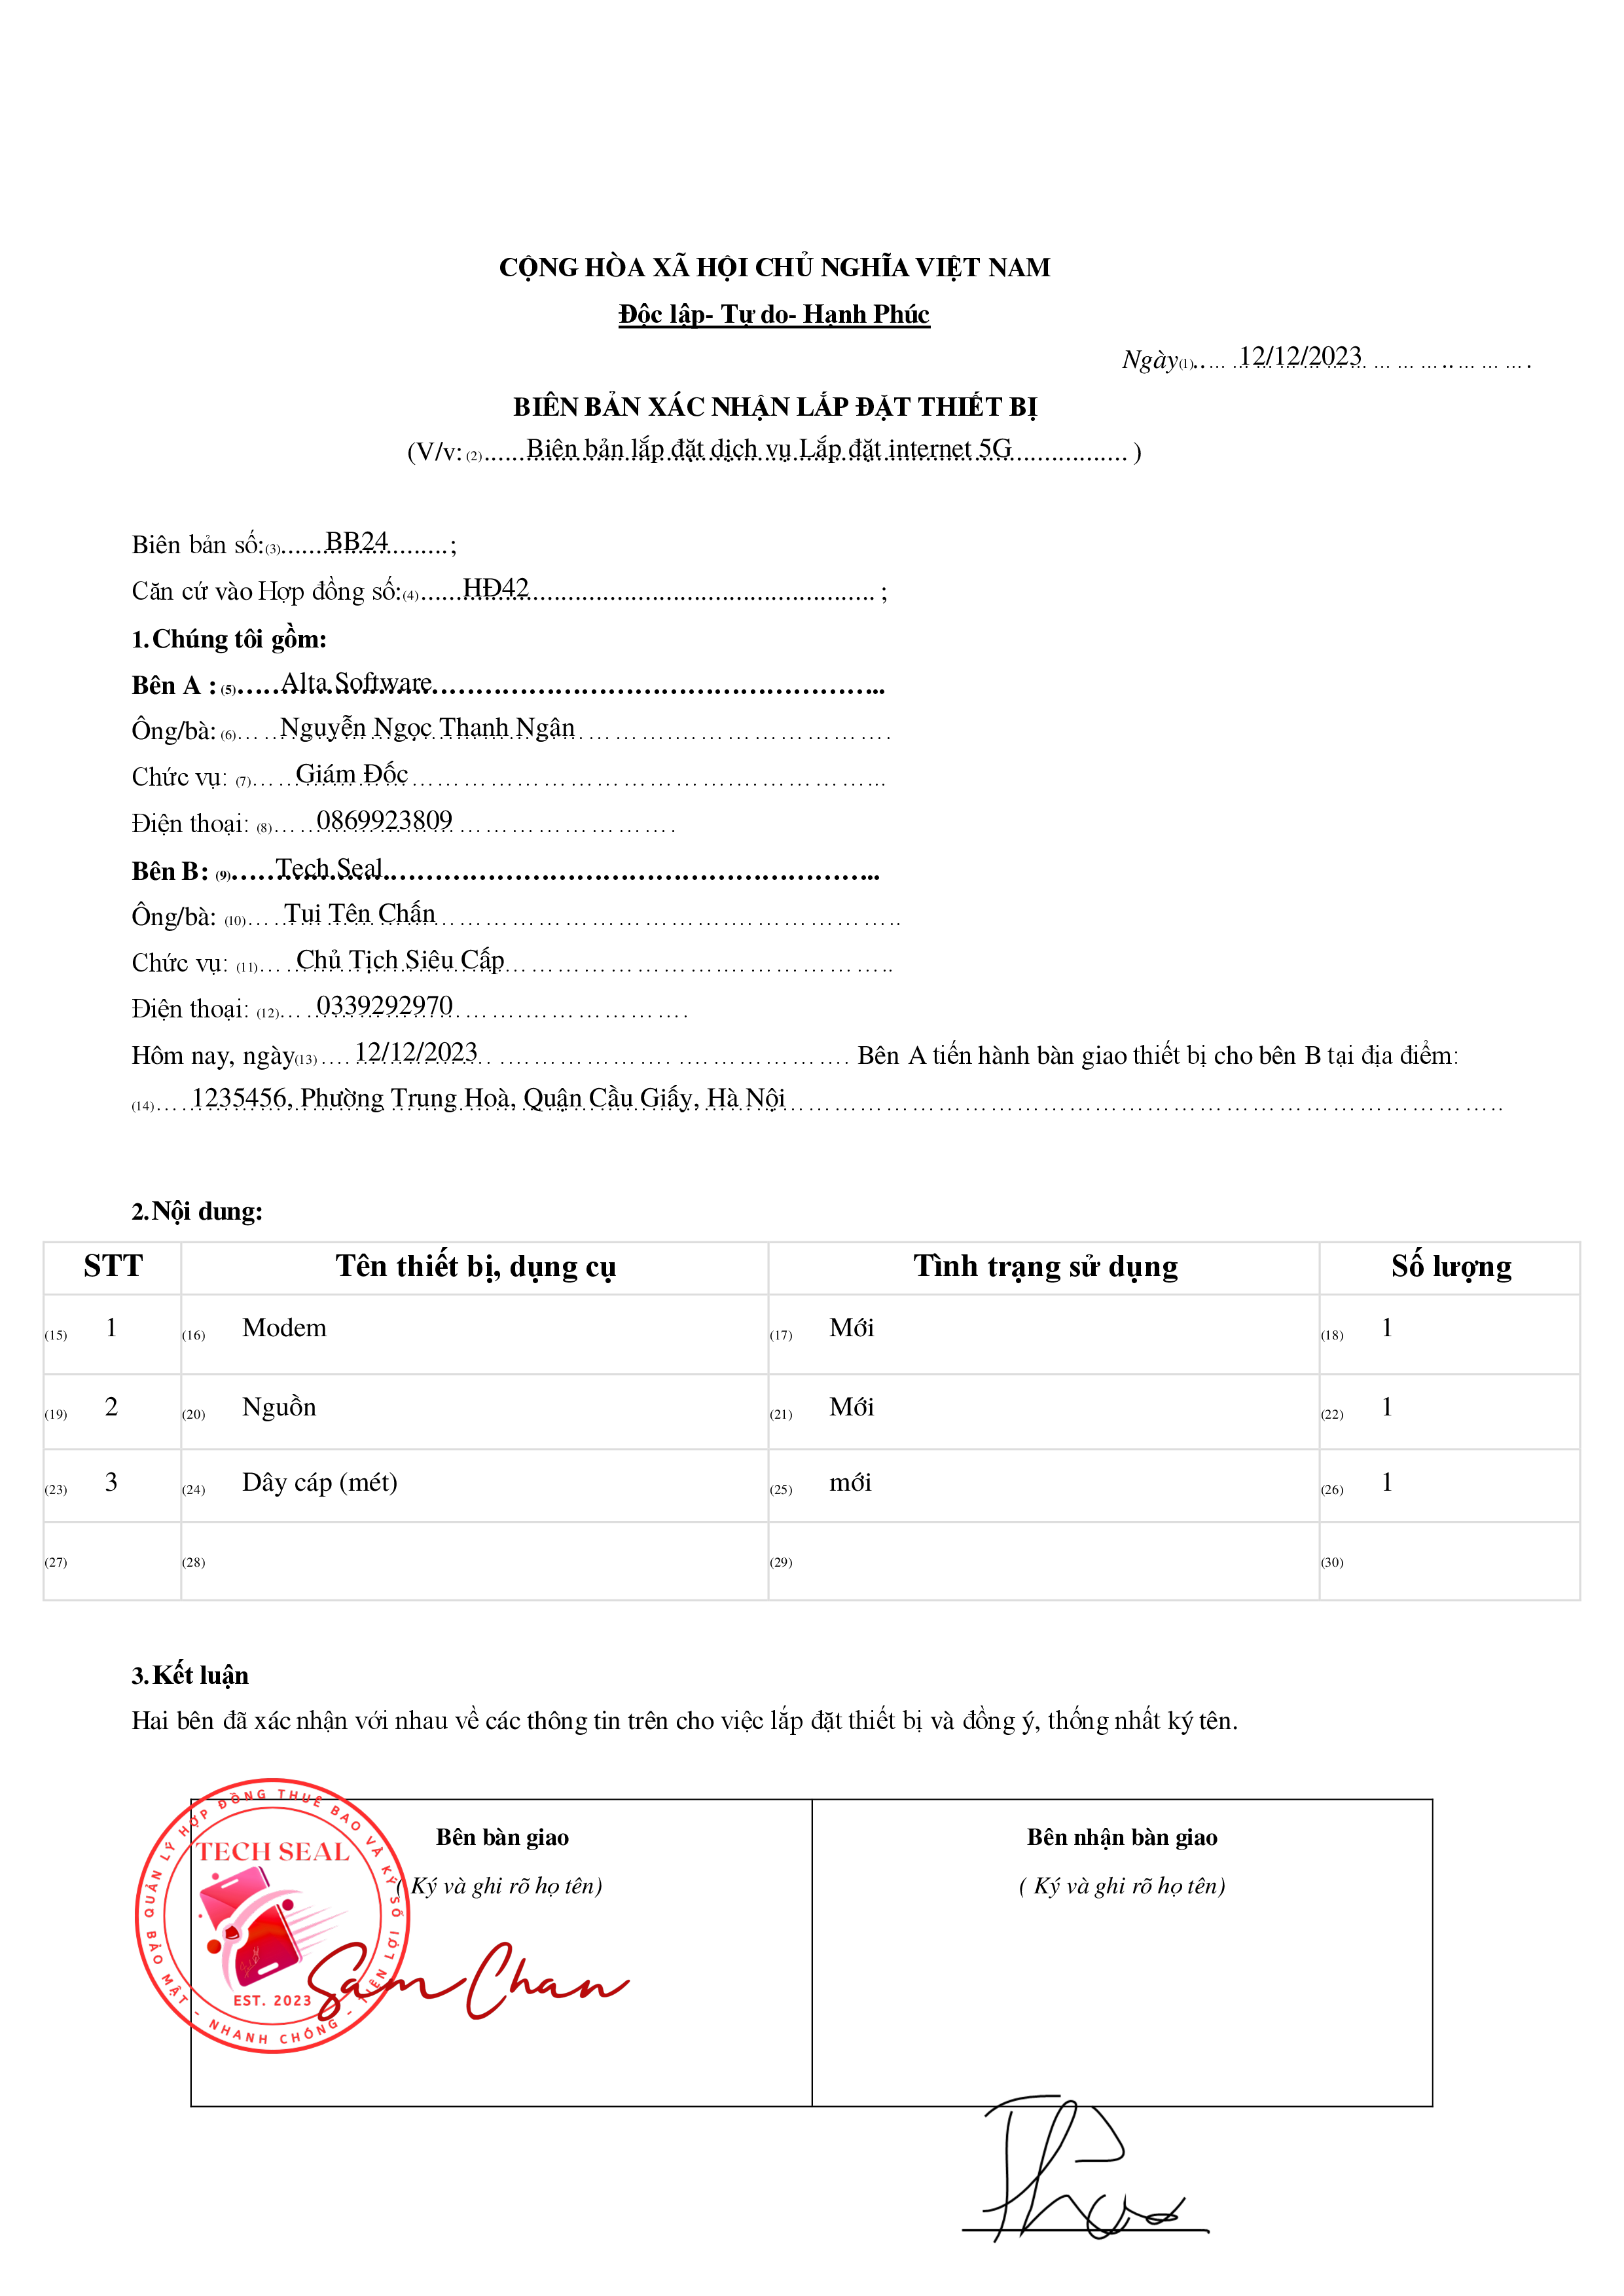 CỘNG HÒA XÃ HỘI CHỦ NGHĨA VIỆT NAM
Độc lập- Tự do- Hạnh Phúc
Ngày(1)..... 12/12/2023 .....
BIÊN BẢN XÁC NHẬN LẮP ĐẶT THIẾT BỊ
(V/v: (2)..... Biên bản lắp đặt dịch vụ Lắp đặt internet 5G ..... )
Biên bản số:(3)..... BB24 .....;
Căn cứ vào Hợp đồng số:(4)..... HĐ42 ..... ;
1. Chúng tôi gồm:
Bên A : (5)..... Alta Software .....
Ông/bà: (6)..... Nguyễn Ngọc Thanh Ngân .....
Chức vụ: (7)..... Giám Đốc .....
Điện thoại: (8)..... 0869923809 .....
Bên B: (9)..... Tech Seal .....
Ông/bà: (10)..... Tui Tên Chấn .....
Chức vụ: (11)..... Chủ Tịch Siêu Cấp .....
Điện thoại: (12)..... 0339292970 .....
Hôm nay, ngày(13)..... 12/12/2023 ..... Bên A tiến hành bàn giao thiết bị cho bên B tại địa điểm:
(14)..... 1235456, Phường Trung Hoà, Quận Cầu Giấy, Hà Nội .....
2. Nội dung:
STT Tên thiết bị, dụng cụ Tình trạng sử dụng Số lượng
(15) 1 (16) Modem (17) Mới (18) 1
(19) 2 (20) Nguồn (21) Mới (22) 1
(23) 3 (24) Dây cáp (mét) (25) mới (26) 1
(27) (28) (29) (30)
3. Kết luận
Hai bên đã xác nhận với nhau về các thông tin trên cho việc lắp đặt thiết bị và đồng ý, thống nhất ký tên.
Bên bàn giao
( Ký và ghi rõ họ tên)
QUẢN LÝ HỢP ĐỒNG THUÊ BAO VÀ KÝ SỐ
TECH SEAL
EST. 2023
BẢO MẬT - NHANH CHÓNG - TIỆN LỢI
Sam Chan
Bên nhận bàn giao
( Ký và ghi rõ họ tên)